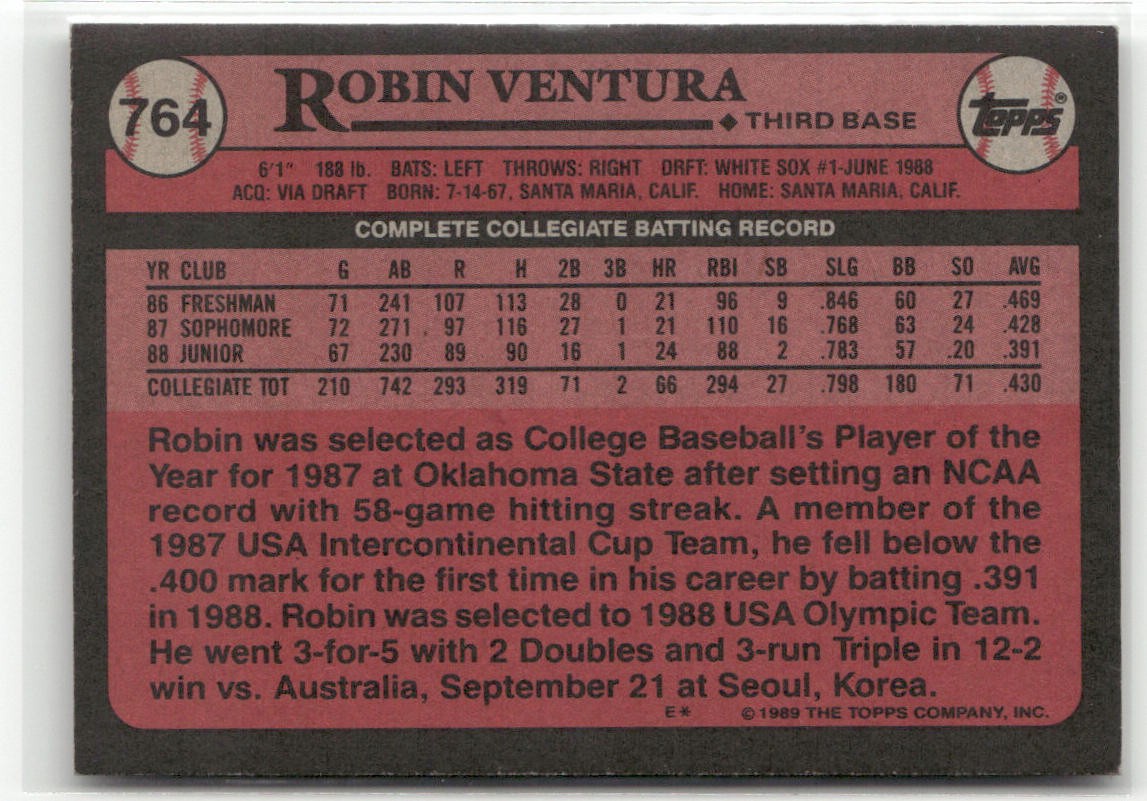 764
ROBIN VENTURA
◆ THIRD BASE
Topps®
6'1" 188 lb. BATS: LEFT THROWS: RIGHT DRFT: WHITE SOX #1-JUNE 1988
ACQ: VIA DRAFT BORN: 7-14-67, SANTA MARIA, CALIF. HOME: SANTA MARIA, CALIF.
COMPLETE COLLEGIATE BATTING RECORD
YR CLUB G AB R H 2B 3B HR RBI SB SLG BB SO AVG
86 FRESHMAN 71 241 107 113 28 0 21 96 9 .846 60 27 .469
87 SOPHOMORE 72 271 97 116 27 1 21 110 16 .768 63 24 .428
88 JUNIOR 67 230 89 90 16 1 24 88 2 .783 57 20 .391
COLLEGIATE TOT 210 742 293 319 71 2 66 294 27 .798 180 71 .430
Robin was selected as College Baseball's Player of the
Year for 1987 at Oklahoma State after setting an NCAA
record with 58-game hitting streak. A member of the
1987 USA Intercontinental Cup Team, he fell below the
.400 mark for the first time in his career by batting .391
in 1988. Robin was selected to 1988 USA Olympic Team.
He went 3-for-5 with 2 Doubles and 3-run Triple in 12-2
win vs. Australia, September 21 at Seoul, Korea.
E* © 1989 THE TOPPS COMPANY, INC.